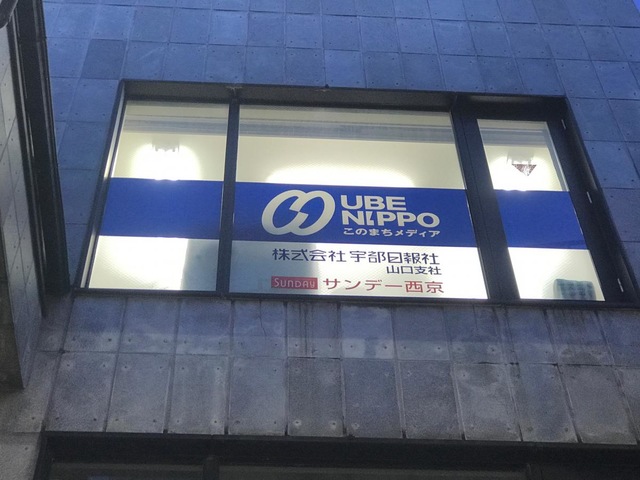 UBE
NIPPO
このまちメディア
株式会社 宇部日報社
山口支社
SUNDAY サンデー西京